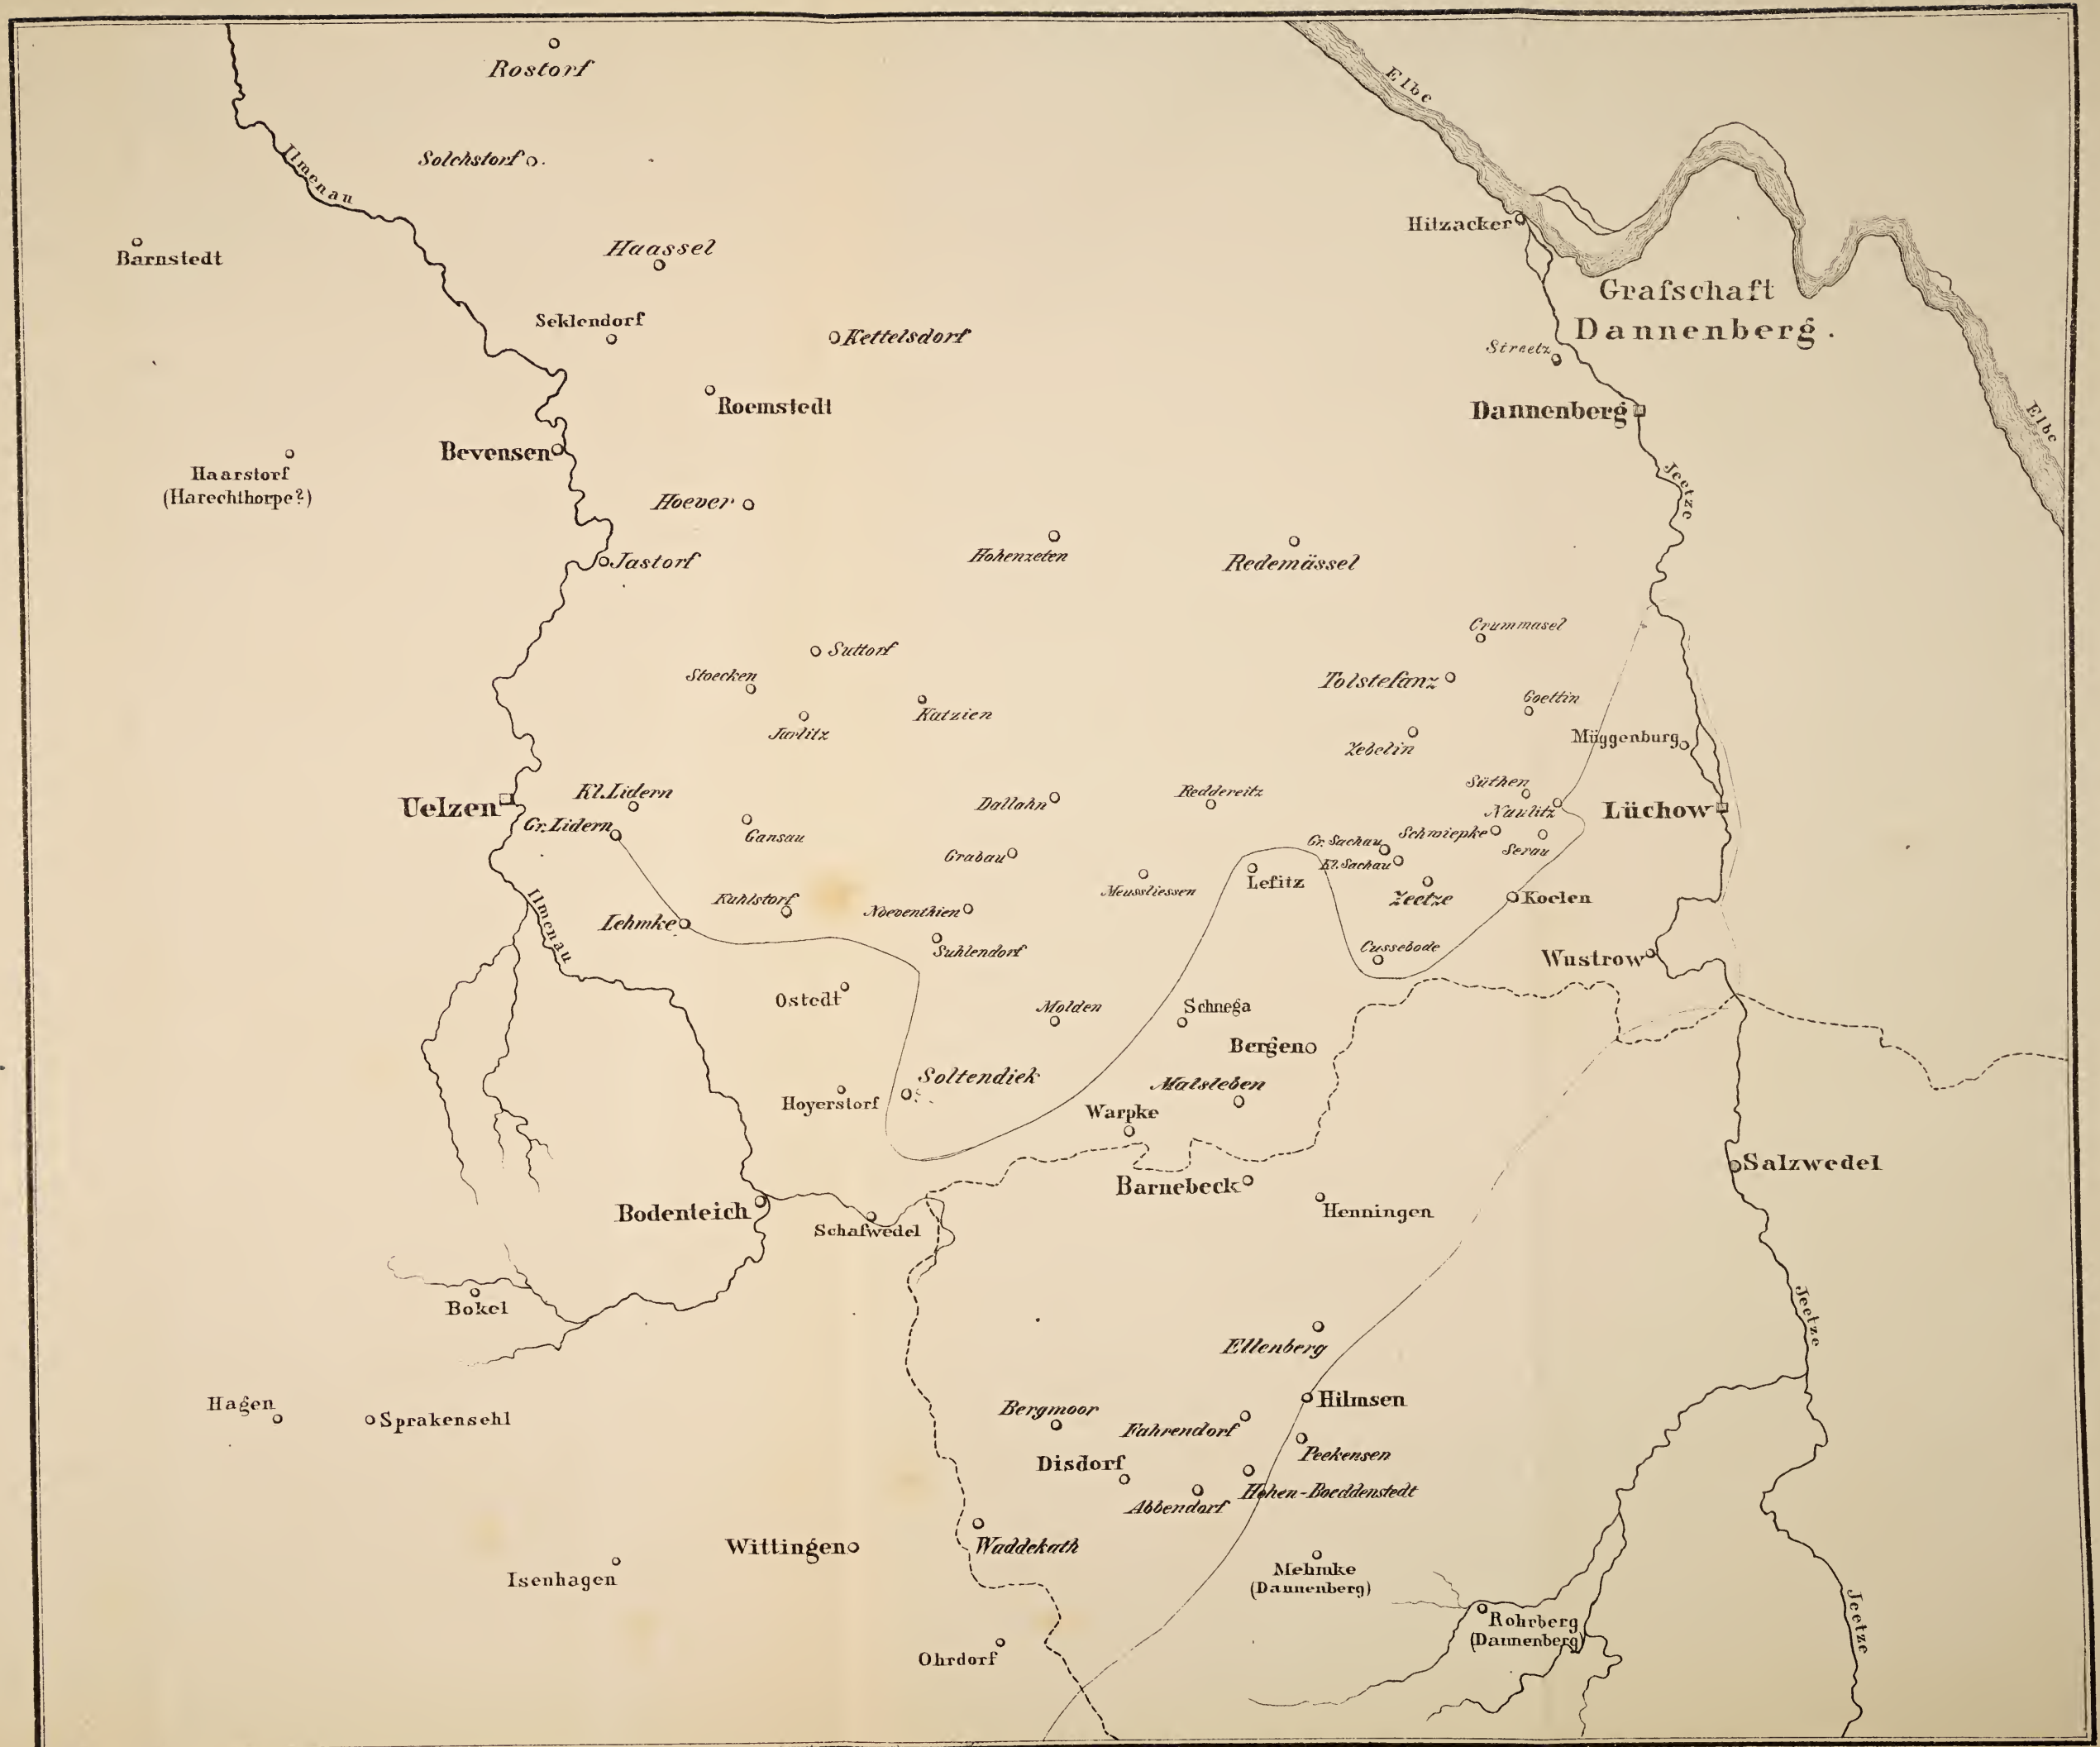 Rostorf
Elbe
Ilmenau
Solchstorf
Hitzacker
Barnstedt
Haassel
Grafschaft
Dannenberg.
Seklendorf
Kettelsdorf
Streetz
Roemstedt
Dannenberg
Elbe
Bevensen
Haarstorf
(Harechthorpe?)
Jeetze
Hoever
Jastorf
Hohenzeten
Redemässel
Crummasel
Suttorf
Stoecken
Tolstefanz
Goettin
Katzien
Jarlitz
Zebelin
Müggenburg
Kl. Lidern
Uelzen
Gr. Lidern
Dallahn
Reddereitz
Süthen
Naulitz
Lüchow
Gansau
Grabau
Gr. Sachau
Schmiepke
Serau
Kl. Sachau
Meussliessen
Lefitz
Zeetze
Koelen
Kuhlstorf
Noeventhien
Lehmke
Ilmenau
Suhlendorf
Cussebode
Wustrow
Ostedt
Molden
Schnega
Bergen
Soltendiek
Malsleben
Hoyerstorf
Warpke
Salzwedel
Barnebeck
Bodenteich
Henningen
Schafwedel
Bokel
Jeetze
Ellenberg
Hagen
Sprakensehl
Hilmsen
Bergmoor
Fahrendorf
Peekensen
Disdorf
Hohen-Boeddenstedt
Abbendorf
Wittingen
Waddekath
Isenhagen
Mehmke
(Dannenberg)
Jeetze
Rohrberg
(Dannenberg)
Ohrdorf